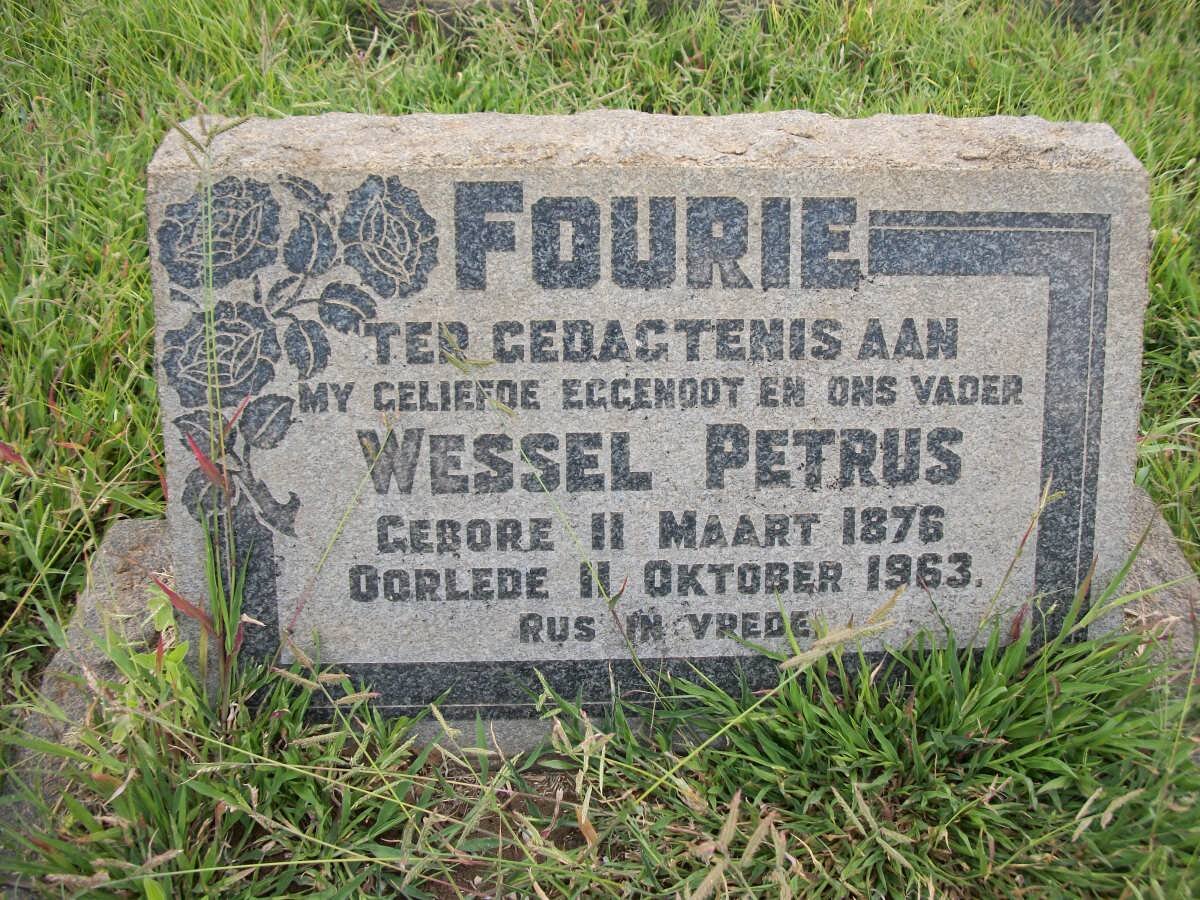 FOURIE
TER GEDAGTENIS AAN
MY GELIEFDE EGGENOOT EN ONS VADER
WESSEL PETRUS
GEBORE 11 MAART 1876
OORLEDE 11 OKTOBER 1963.
RUS IN VREDE